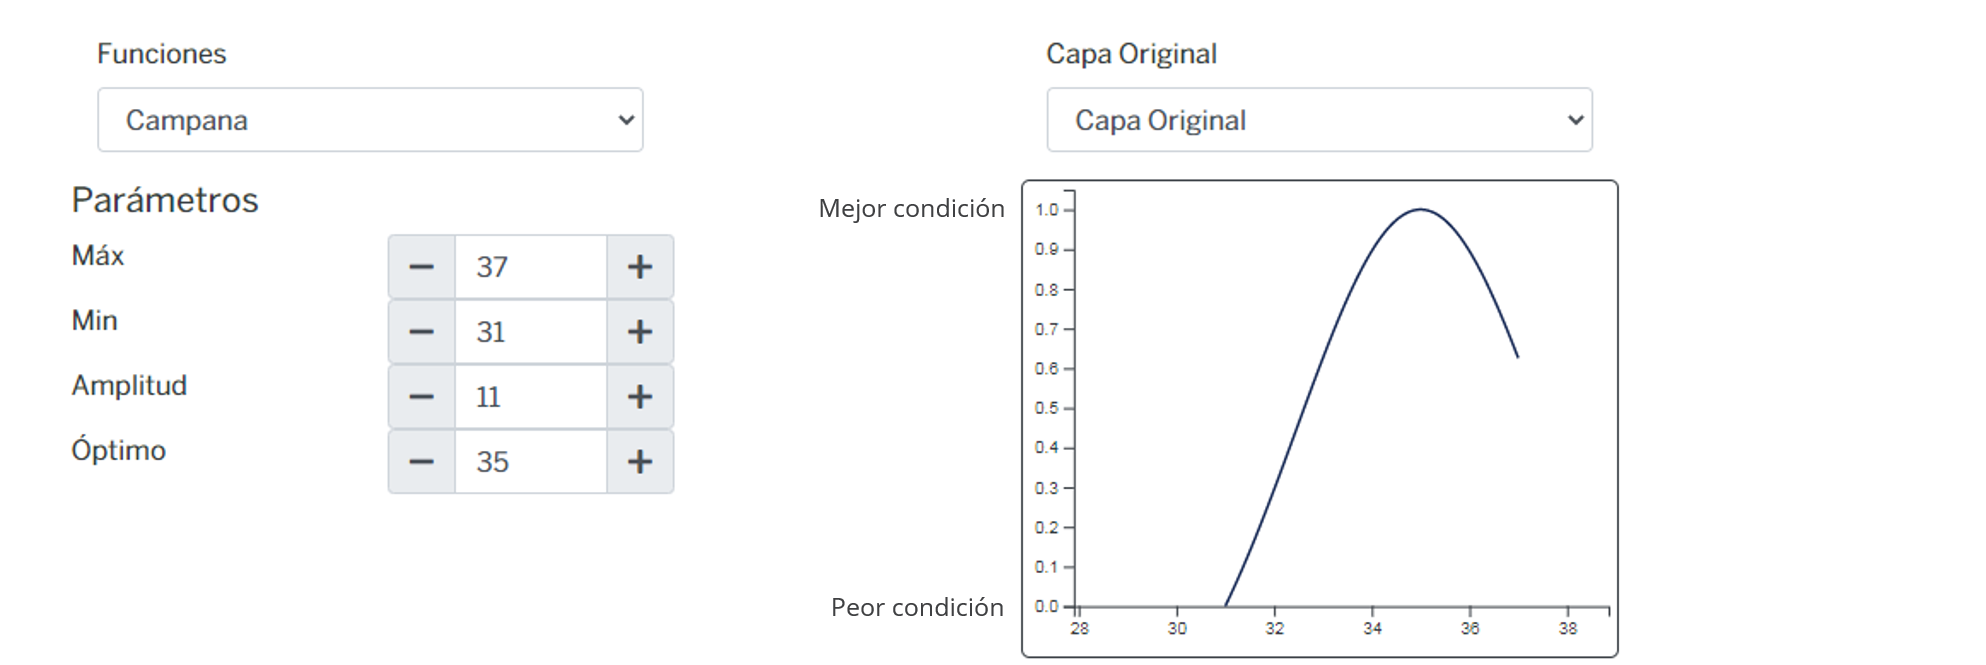 Funciones
Campana
Parámetros
Máx
− 37 +
Min
− 31 +
Amplitud
− 11 +
Óptimo
− 35 +
Capa Original
Capa Original
Mejor condición
Peor condición
1.0
0.9
0.8
0.7
0.6
0.5
0.4
0.3
0.2
0.1
0.0
28 30 32 34 36 38